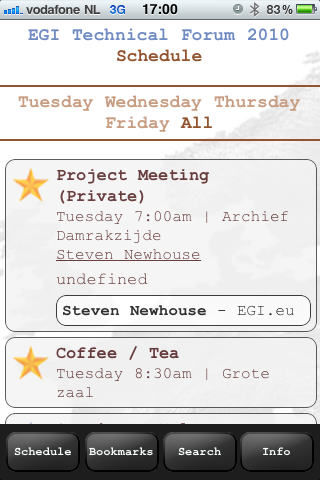 vodafone NL 3G 17:00 83%
EGI Technical Forum 2010
Schedule
Tuesday Wednesday Thursday
Friday All
Project Meeting
(Private)
Tuesday 7:00am | Archief
Damrakzijde
Steven Newhouse
undefined
Steven Newhouse - EGI.eu
Coffee / Tea
Tuesday 8:30am | Grote
zaal
Schedule Bookmarks Search Info